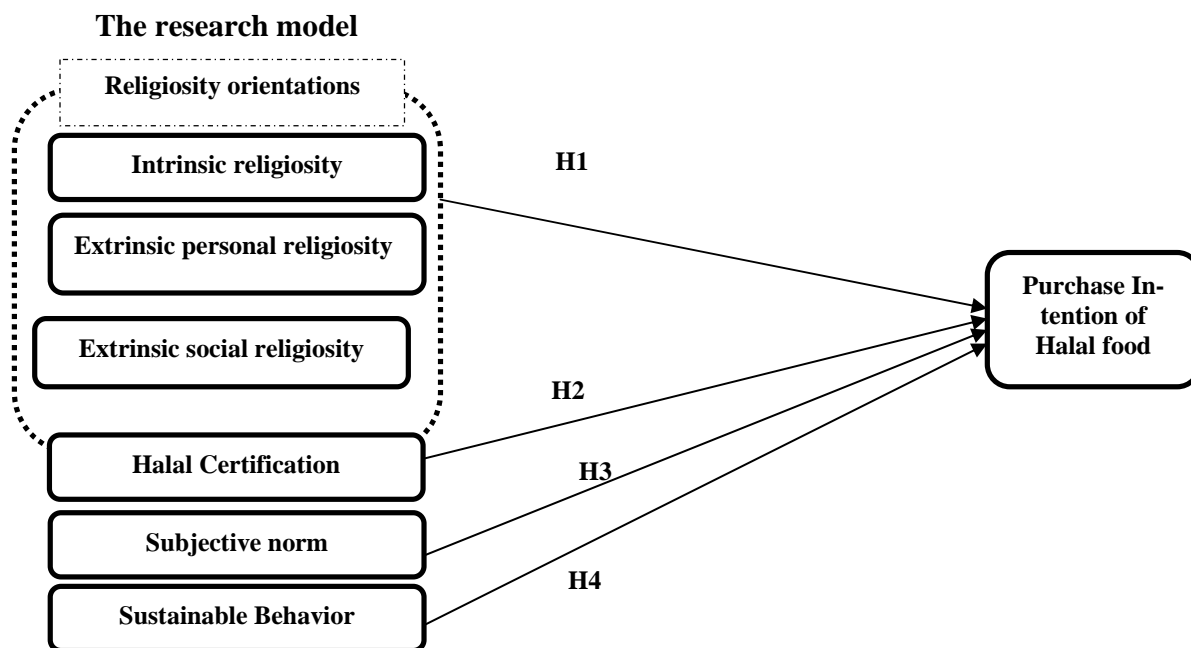 The research model
Religiosity orientations
Intrinsic religiosity
H1
Extrinsic personal religiosity
Purchase In-
tention of
Halal food
Extrinsic social religiosity
H2
Halal Certification
H3
Subjective norm
H4
Sustainable Behavior